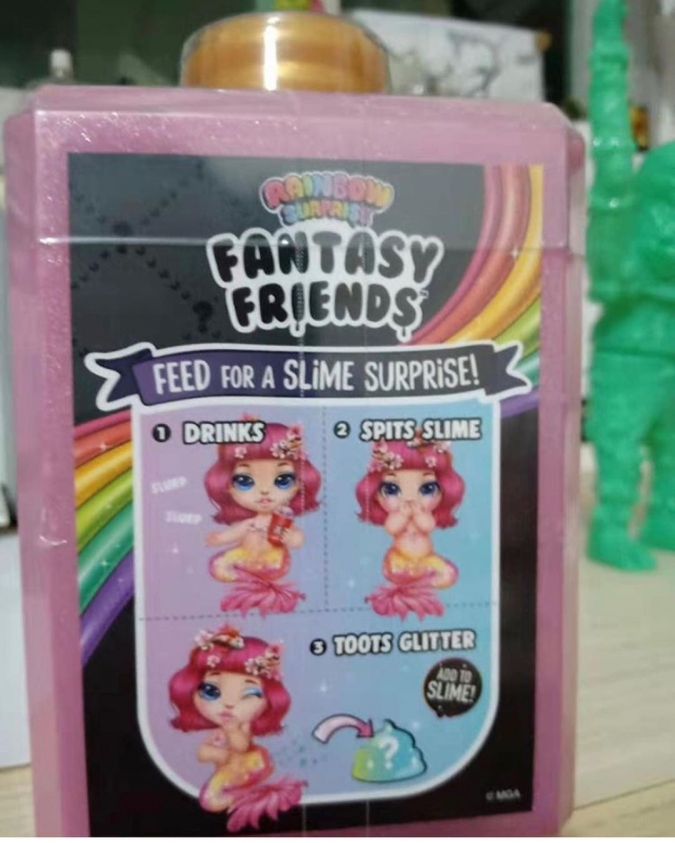 RAINBOW
SURPRISE
FANTASY
FRIENDS
FEED FOR A SLiME SURPRiSE!
1 DRINKS
2 SPITS SLIME
SLURP
SLURP
3 TOOTS GLITTER
ADD TO
SLIME!
?
© MGA